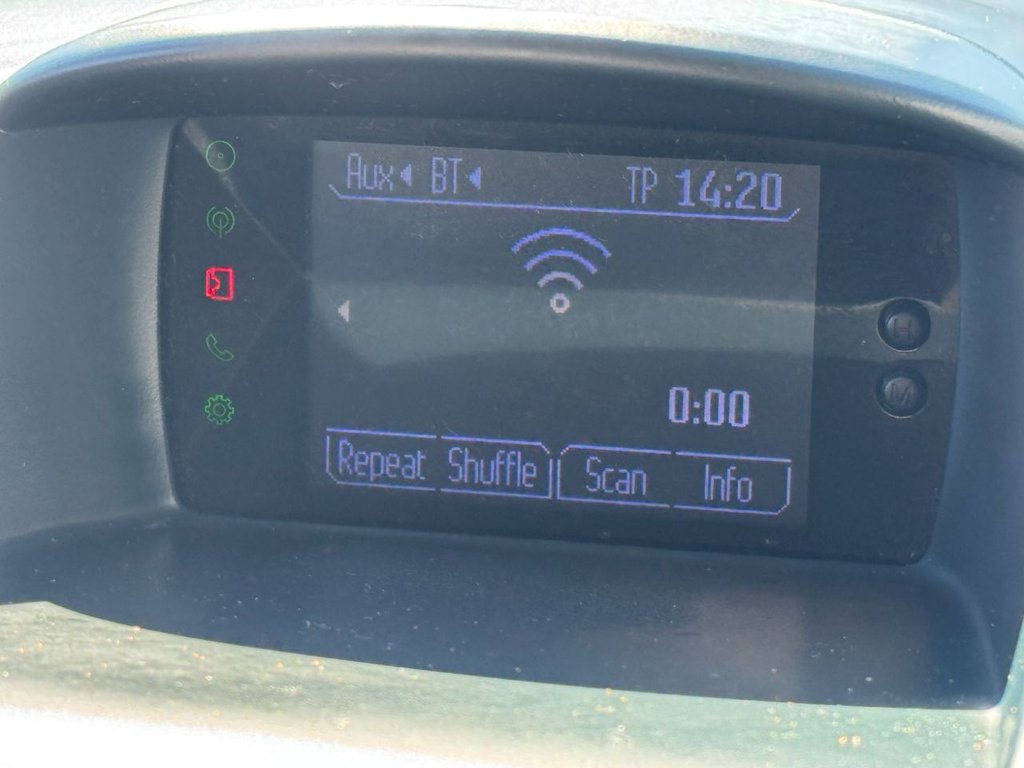 Aux BT TP 14:20
H
M
0:00
Repeat Shuffle Scan Info